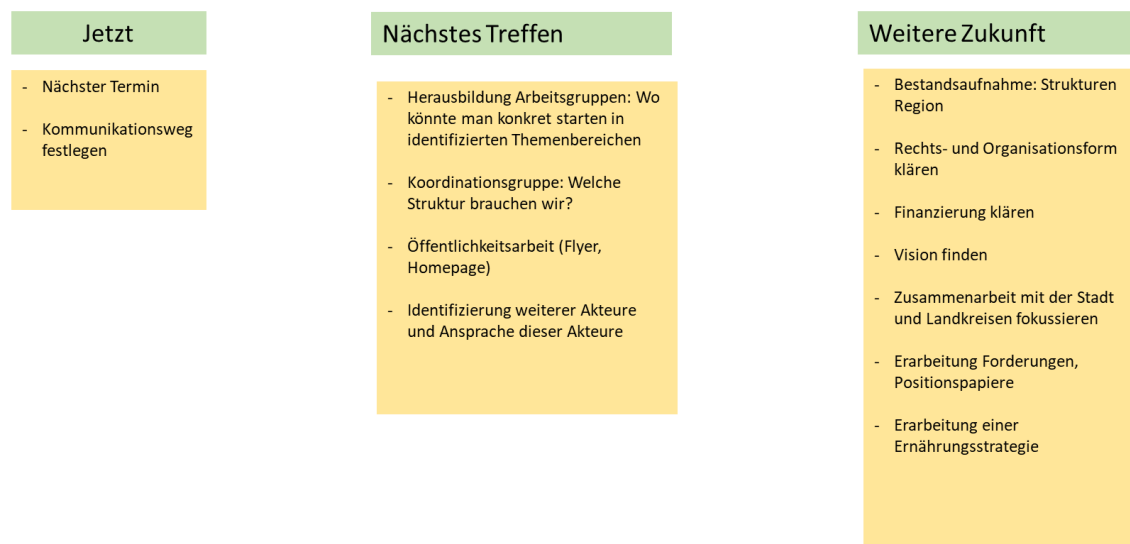 Jetzt
- Nächster Termin
- Kommunikationsweg
festlegen
Nächstes Treffen
- Herausbildung Arbeitsgruppen: Wo
könnte man konkret starten in
identifizierten Themenbereichen
- Koordinationsgruppe: Welche
Struktur brauchen wir?
- Öffentlichkeitsarbeit (Flyer,
Homepage)
- Identifizierung weiterer Akteure
und Ansprache dieser Akteure
Weitere Zukunft
- Bestandsaufnahme: Strukturen
Region
- Rechts- und Organisationsform
klären
- Finanzierung klären
- Vision finden
- Zusammenarbeit mit der Stadt
und Landkreisen fokussieren
- Erarbeitung Forderungen,
Positionspapiere
- Erarbeitung einer
Ernährungsstrategie